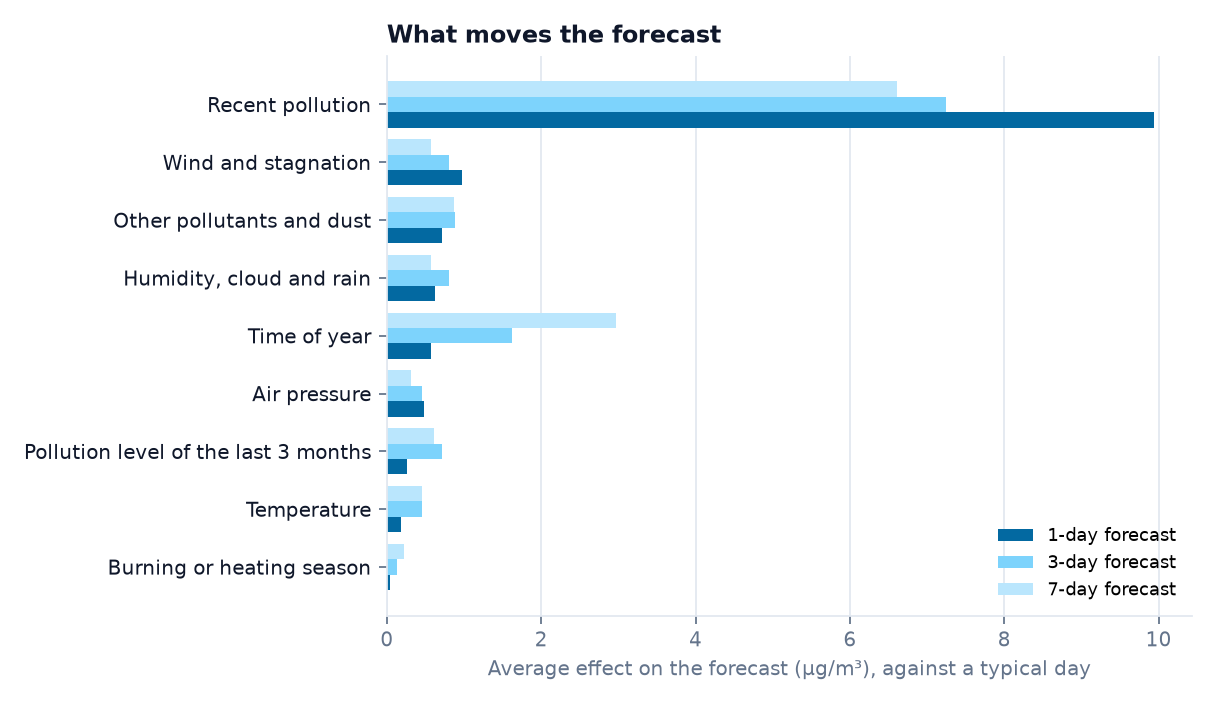 What moves the forecast
Recent pollution
Wind and stagnation
Other pollutants and dust
Humidity, cloud and rain
Time of year
Air pressure
Pollution level of the last 3 months
Temperature
Burning or heating season
1-day forecast
3-day forecast
7-day forecast
0 2 4 6 8 10
Average effect on the forecast (µg/m³), against a typical day